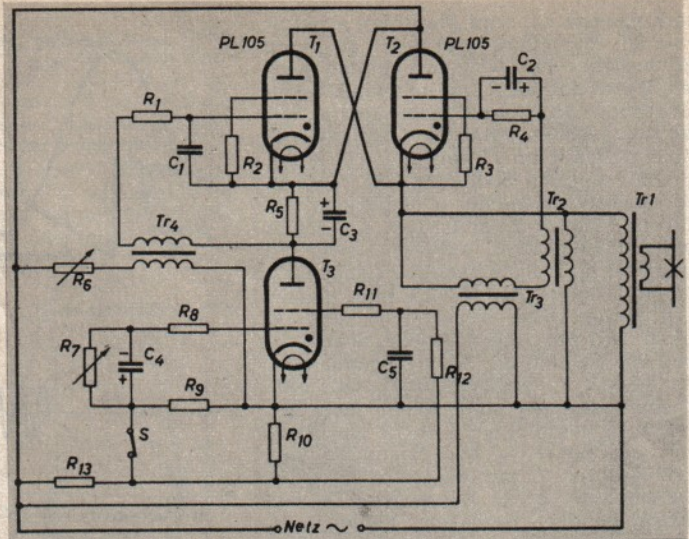 PL105 T1 T2 PL105
C2
R1
R4
C1 R2 R3
R5 C3
Tr4 Tr2 Tr1
R6 T3 R11 Tr3
R8
R7 C4 C5 R12
R9
S R10
R13
Netz ~